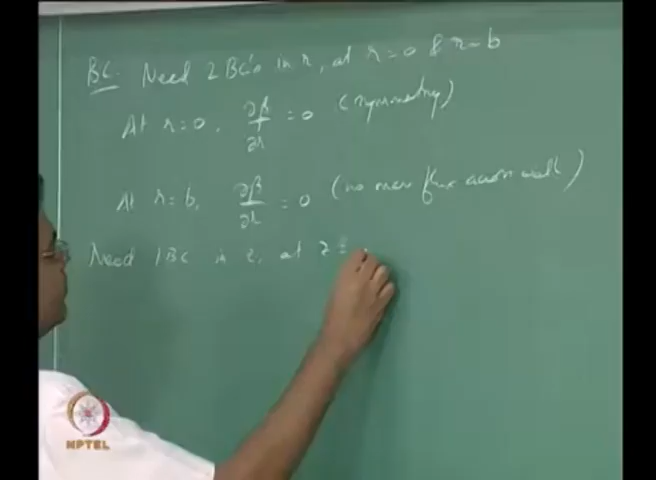 BC. Need 2 BC's in r, at r=0 & r=b
At r=0, ∂β/∂r = 0 (symmetry)
At r=b, ∂β/∂r = 0 (no mass flux across wall)
Need 1 BC in z, at z =
NPTEL